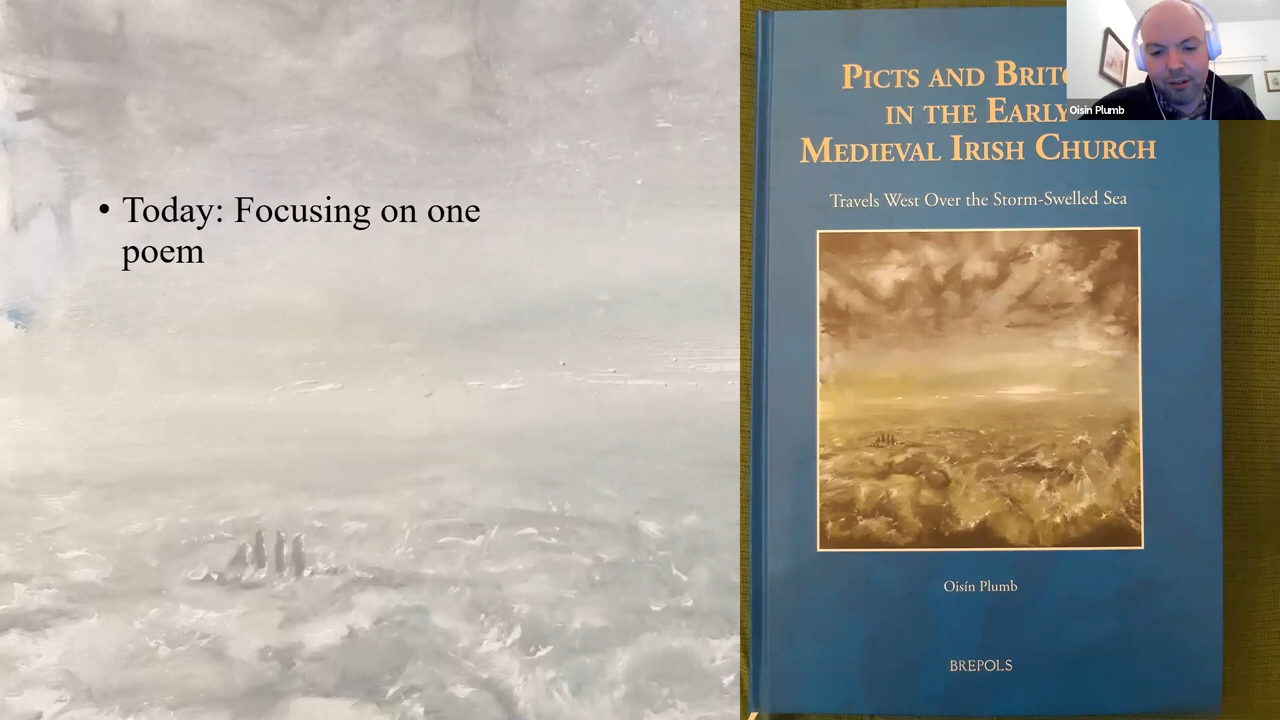 • Today: Focusing on one
poem
PICTS AND BRITO
IN THE EARLY
MEDIEVAL IRISH CHURCH
Travels West Over the Storm-Swelled Sea
Oisín Plumb
BREPOLS
Oisín Plumb